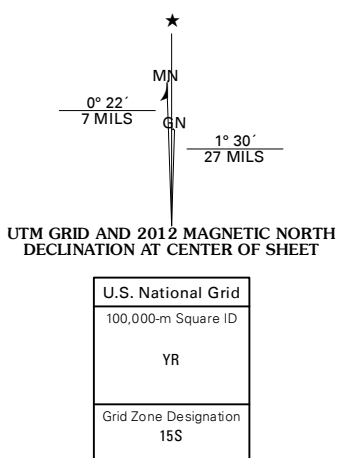 ★
MN
0° 22´
7 MILS
GN
1° 30´
27 MILS
UTM GRID AND 2012 MAGNETIC NORTH
DECLINATION AT CENTER OF SHEET
U.S. National Grid
100,000-m Square ID
YR
Grid Zone Designation
15S